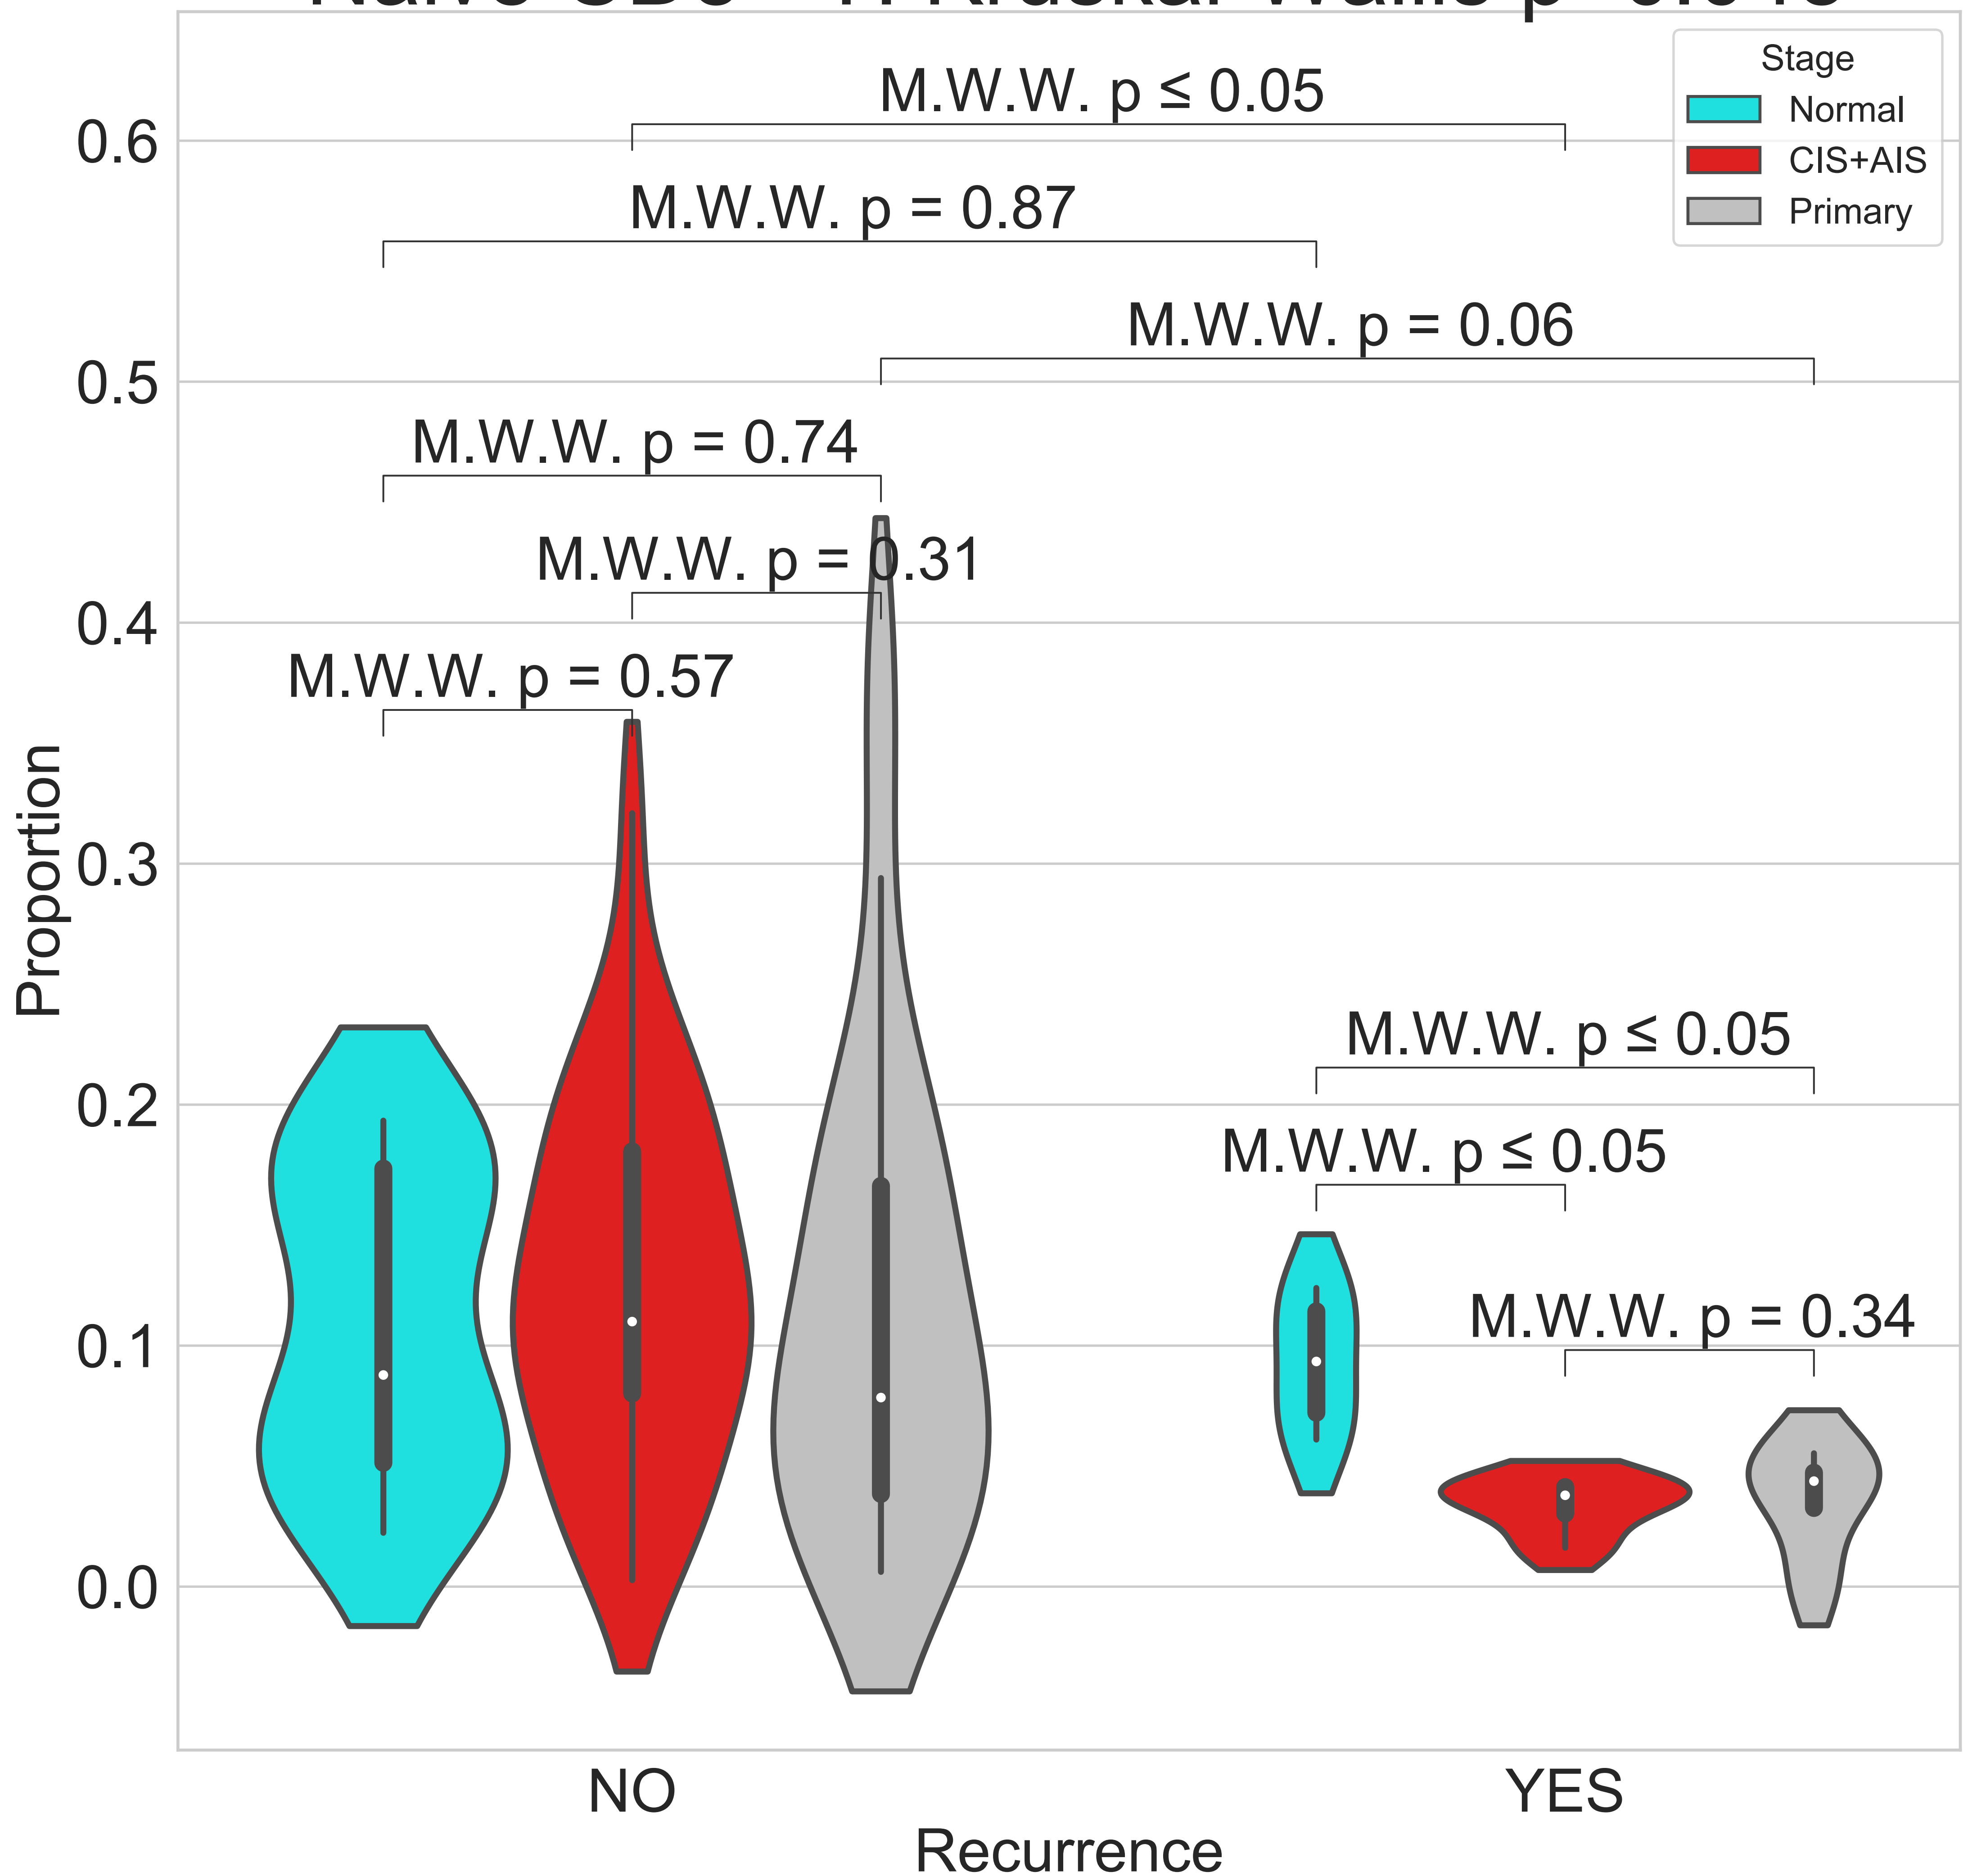 Stage
Normal
CIS+AIS
Primary
M.W.W. p ≤ 0.05
M.W.W. p = 0.87
M.W.W. p = 0.06
M.W.W. p = 0.74
M.W.W. p = 0.31
M.W.W. p = 0.57
M.W.W. p ≤ 0.05
M.W.W. p ≤ 0.05
M.W.W. p = 0.34
0.6
0.5
0.4
0.3
0.2
0.1
0.0
Proportion
NO
YES
Recurrence